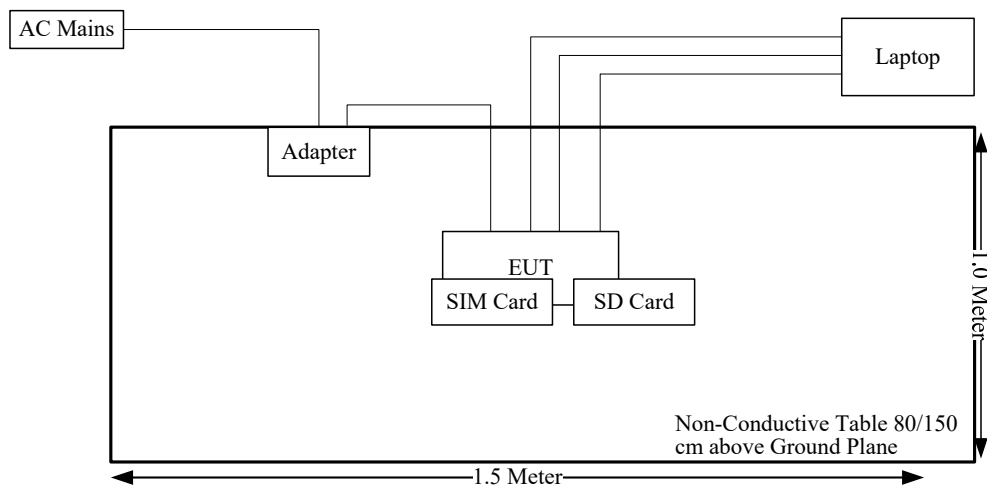 AC Mains
Laptop
Adapter
EUT
SIM Card
SD Card
1.0 Meter
Non-Conductive Table 80/150
cm above Ground Plane
1.5 Meter